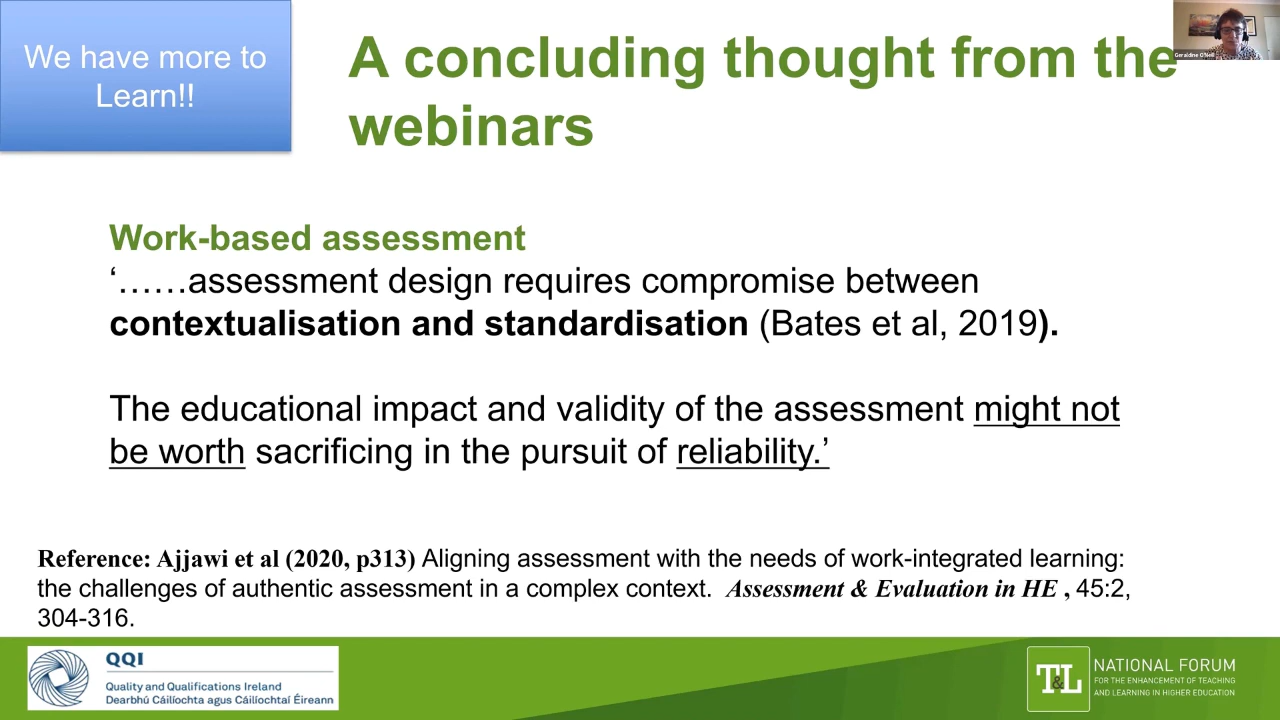 We have more to
Learn!!
A concluding thought from the
webinars
Geraldine O'Neill
Work-based assessment
‘……assessment design requires compromise between
contextualisation and standardisation (Bates et al, 2019).
The educational impact and validity of the assessment might not
be worth sacrificing in the pursuit of reliability.’
Reference: Ajjawi et al (2020, p313) Aligning assessment with the needs of work-integrated learning:
the challenges of authentic assessment in a complex context. Assessment & Evaluation in HE , 45:2,
304-316.
QQI
Quality and Qualifications Ireland
Dearbhú Cáilíochta agus Cáilíochtaí Éireann
T&L
NATIONAL FORUM
FOR THE ENHANCEMENT OF TEACHING
AND LEARNING IN HIGHER EDUCATION